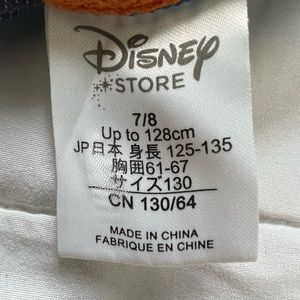 Disney
STORE
7/8
Up to 128cm
JP日本 身長 125-135
胸囲61-67
サイズ130
CN 130/64
MADE IN CHINA
FABRIQUE EN CHINE